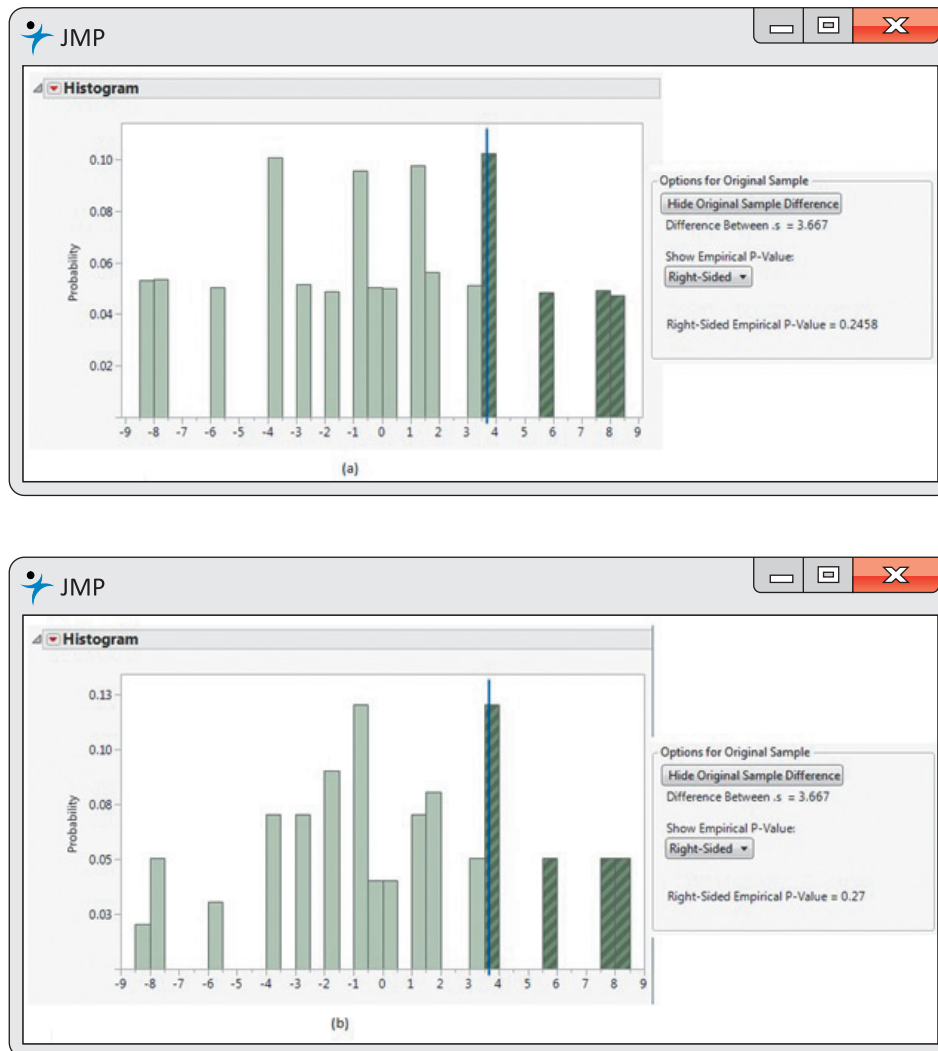 JMP
Histogram
Probability
0.10
0.08
0.06
0.04
0.02
-9 -8 -7 -6 -5 -4 -3 -2 -1 0 1 2 3 4 5 6 7 8 9
(a)
Options for Original Sample
Hide Original Sample Difference
Difference Between .s = 3.667
Show Empirical P-Value:
Right-Sided
Right-Sided Empirical P-Value = 0.2458
JMP
Histogram
Probability
0.13
0.10
0.08
0.05
0.03
-9 -8 -7 -6 -5 -4 -3 -2 -1 0 1 2 3 4 5 6 7 8 9
(b)
Options for Original Sample
Hide Original Sample Difference
Difference Between .s = 3.667
Show Empirical P-Value:
Right-Sided
Right-Sided Empirical P-Value = 0.27